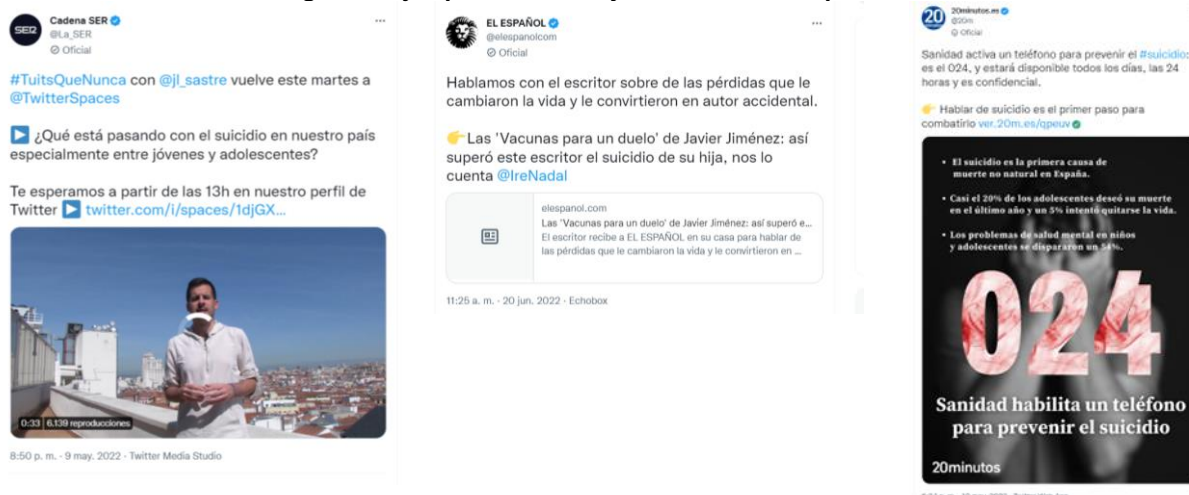 Cadena SER
@La_SER
Oficial
#TuitsQueNunca con @jl_sastre vuelve este martes a
@TwitterSpaces
¿Qué está pasando con el suicidio en nuestro país
especialmente entre jóvenes y adolescentes?
Te esperamos a partir de las 13h en nuestro perfil de
Twitter twitter.com/i/spaces/1djGX...
0:33 6.139 reproducciones
8:50 p. m. · 9 may. 2022 · Twitter Media Studio
EL ESPAÑOL
@elespanolcom
Oficial
Hablamos con el escritor sobre de las pérdidas que le
cambiaron la vida y le convirtieron en autor accidental.
Las 'Vacunas para un duelo' de Javier Jiménez: así
superó este escritor el suicidio de su hija, nos lo
cuenta @IreNadal
elespanol.com
Las 'Vacunas para un duelo' de Javier Jiménez: así superó e...
El escritor recibe a EL ESPAÑOL en su casa para hablar de
las pérdidas que le cambiaron la vida y le convirtieron en ...
11:25 a. m. · 20 jun. 2022 · Echobox
20minutos.es
@20m
Oficial
Sanidad activa un teléfono para prevenir el #suicidio:
es el 024, y estará disponible todos los días, las 24
horas y es confidencial.
Hablar de suicidio es el primer paso para
combatirlo ver.20m.es/qpeuv
• El suicidio es la primera causa de
muerte no natural en España.
• Casi el 20% de los adolescentes deseó su muerte
en el último año y un 5% intentó quitarse la vida.
• Los problemas de salud mental en niños
y adolescentes se dispararon un 54%.
024
Sanidad habilita un teléfono
para prevenir el suicidio
20minutos